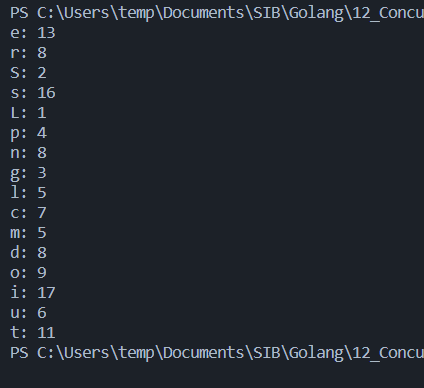 PS C:\Users\temp\Documents\SIB\Golang\12_Concu
e: 13
r: 8
S: 2
s: 16
L: 1
p: 4
n: 8
g: 3
l: 5
c: 7
m: 5
d: 8
o: 9
i: 17
u: 6
t: 11
PS C:\Users\temp\Documents\SIB\Golang\12_Concu